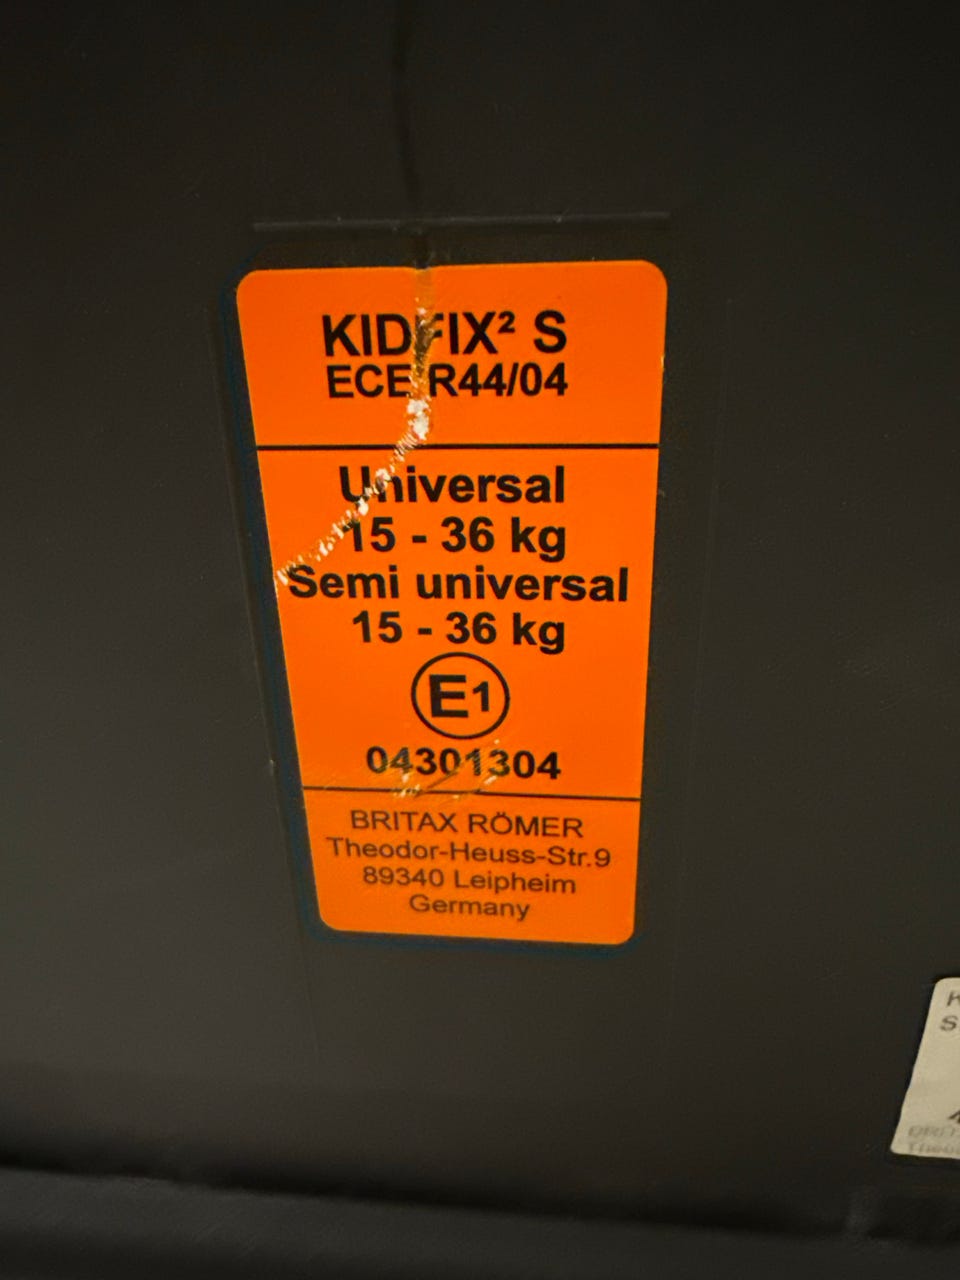 KIDFIX² S
ECE R44/04
Universal
15 - 36 kg
Semi universal
15 - 36 kg
E1
04301304
BRITAX RÖMER
Theodor-Heuss-Str.9
89340 Leipheim
Germany